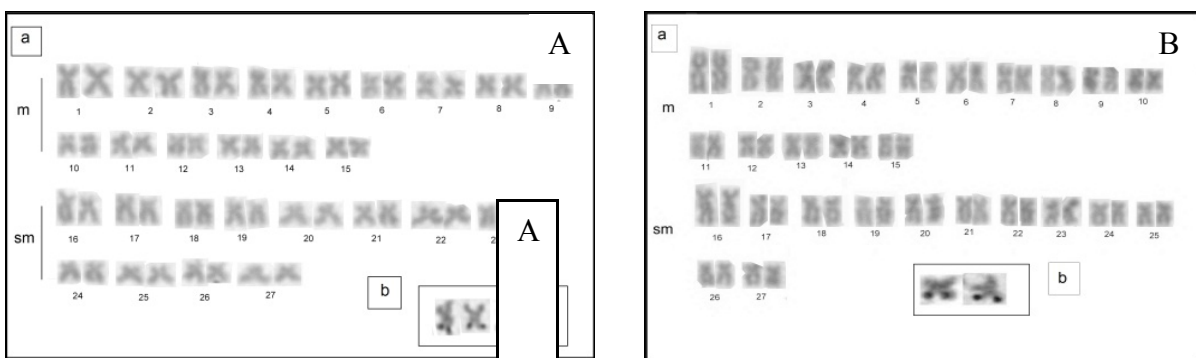 a A
m
1 2 3 4 5 6 7 8 9
10 11 12 13 14 15
sm
16 17 18 19 20 21 22
A
24 25 26 27
b
a B
m
1 2 3 4 5 6 7 8 9 10
11 12 13 14 15
sm
16 17 18 19 20 21 22 23 24 25
26 27
b